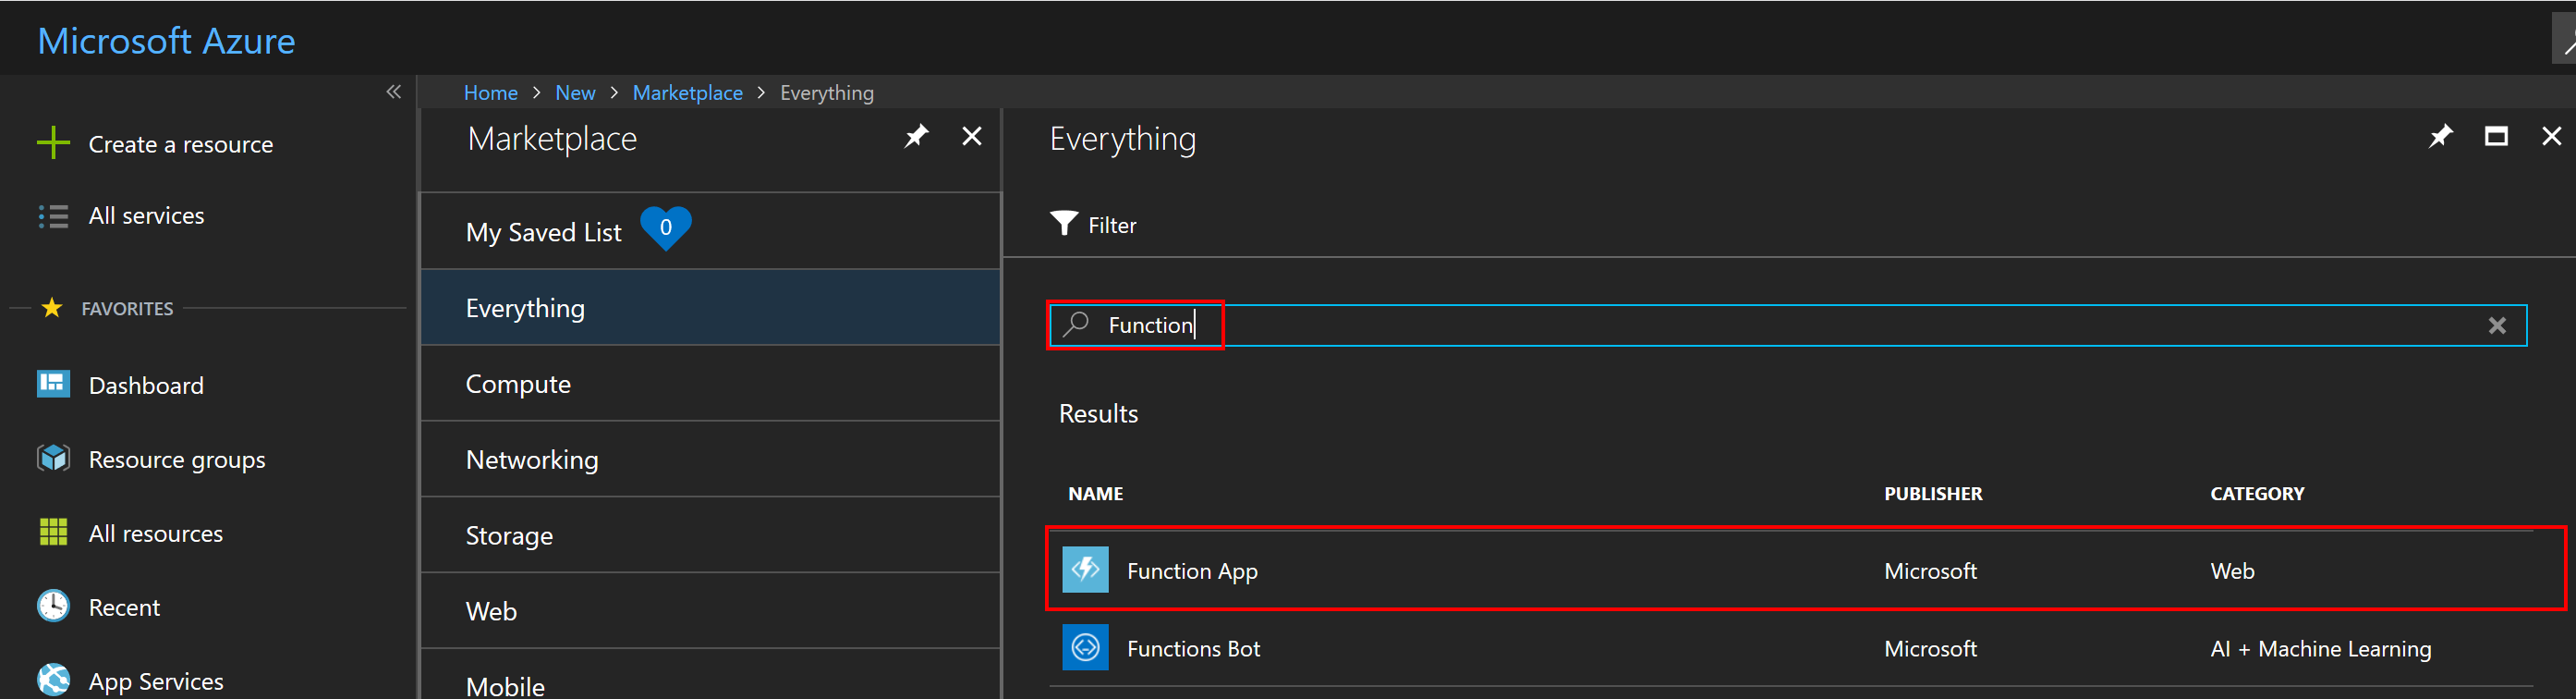 Microsoft Azure
Home > New > Marketplace > Everything
Create a resource
All services
FAVORITES
Dashboard
Resource groups
All resources
Recent
App Services
Marketplace
My Saved List 0
Everything
Compute
Networking
Storage
Web
Mobile
Everything
Filter
Function
Results
NAME PUBLISHER CATEGORY
Function App Microsoft Web
Functions Bot Microsoft AI + Machine Learning